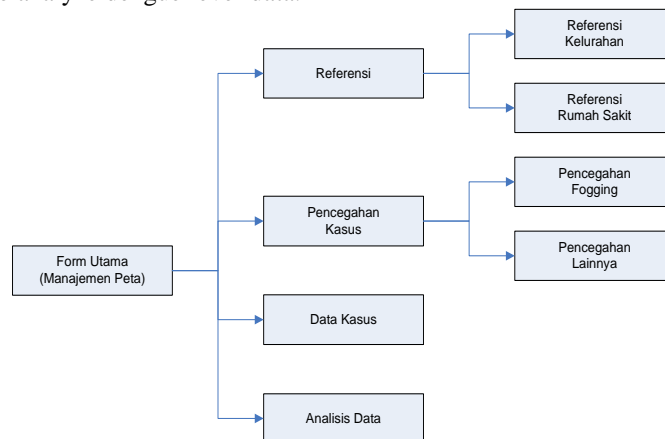 Referensi
Kelurahan
Referensi
Referensi
Rumah Sakit
Pencegahan
Fogging
Pencegahan
Kasus
Pencegahan
Lainnya
Form Utama
(Manajemen Peta)
Data Kasus
Analisis Data